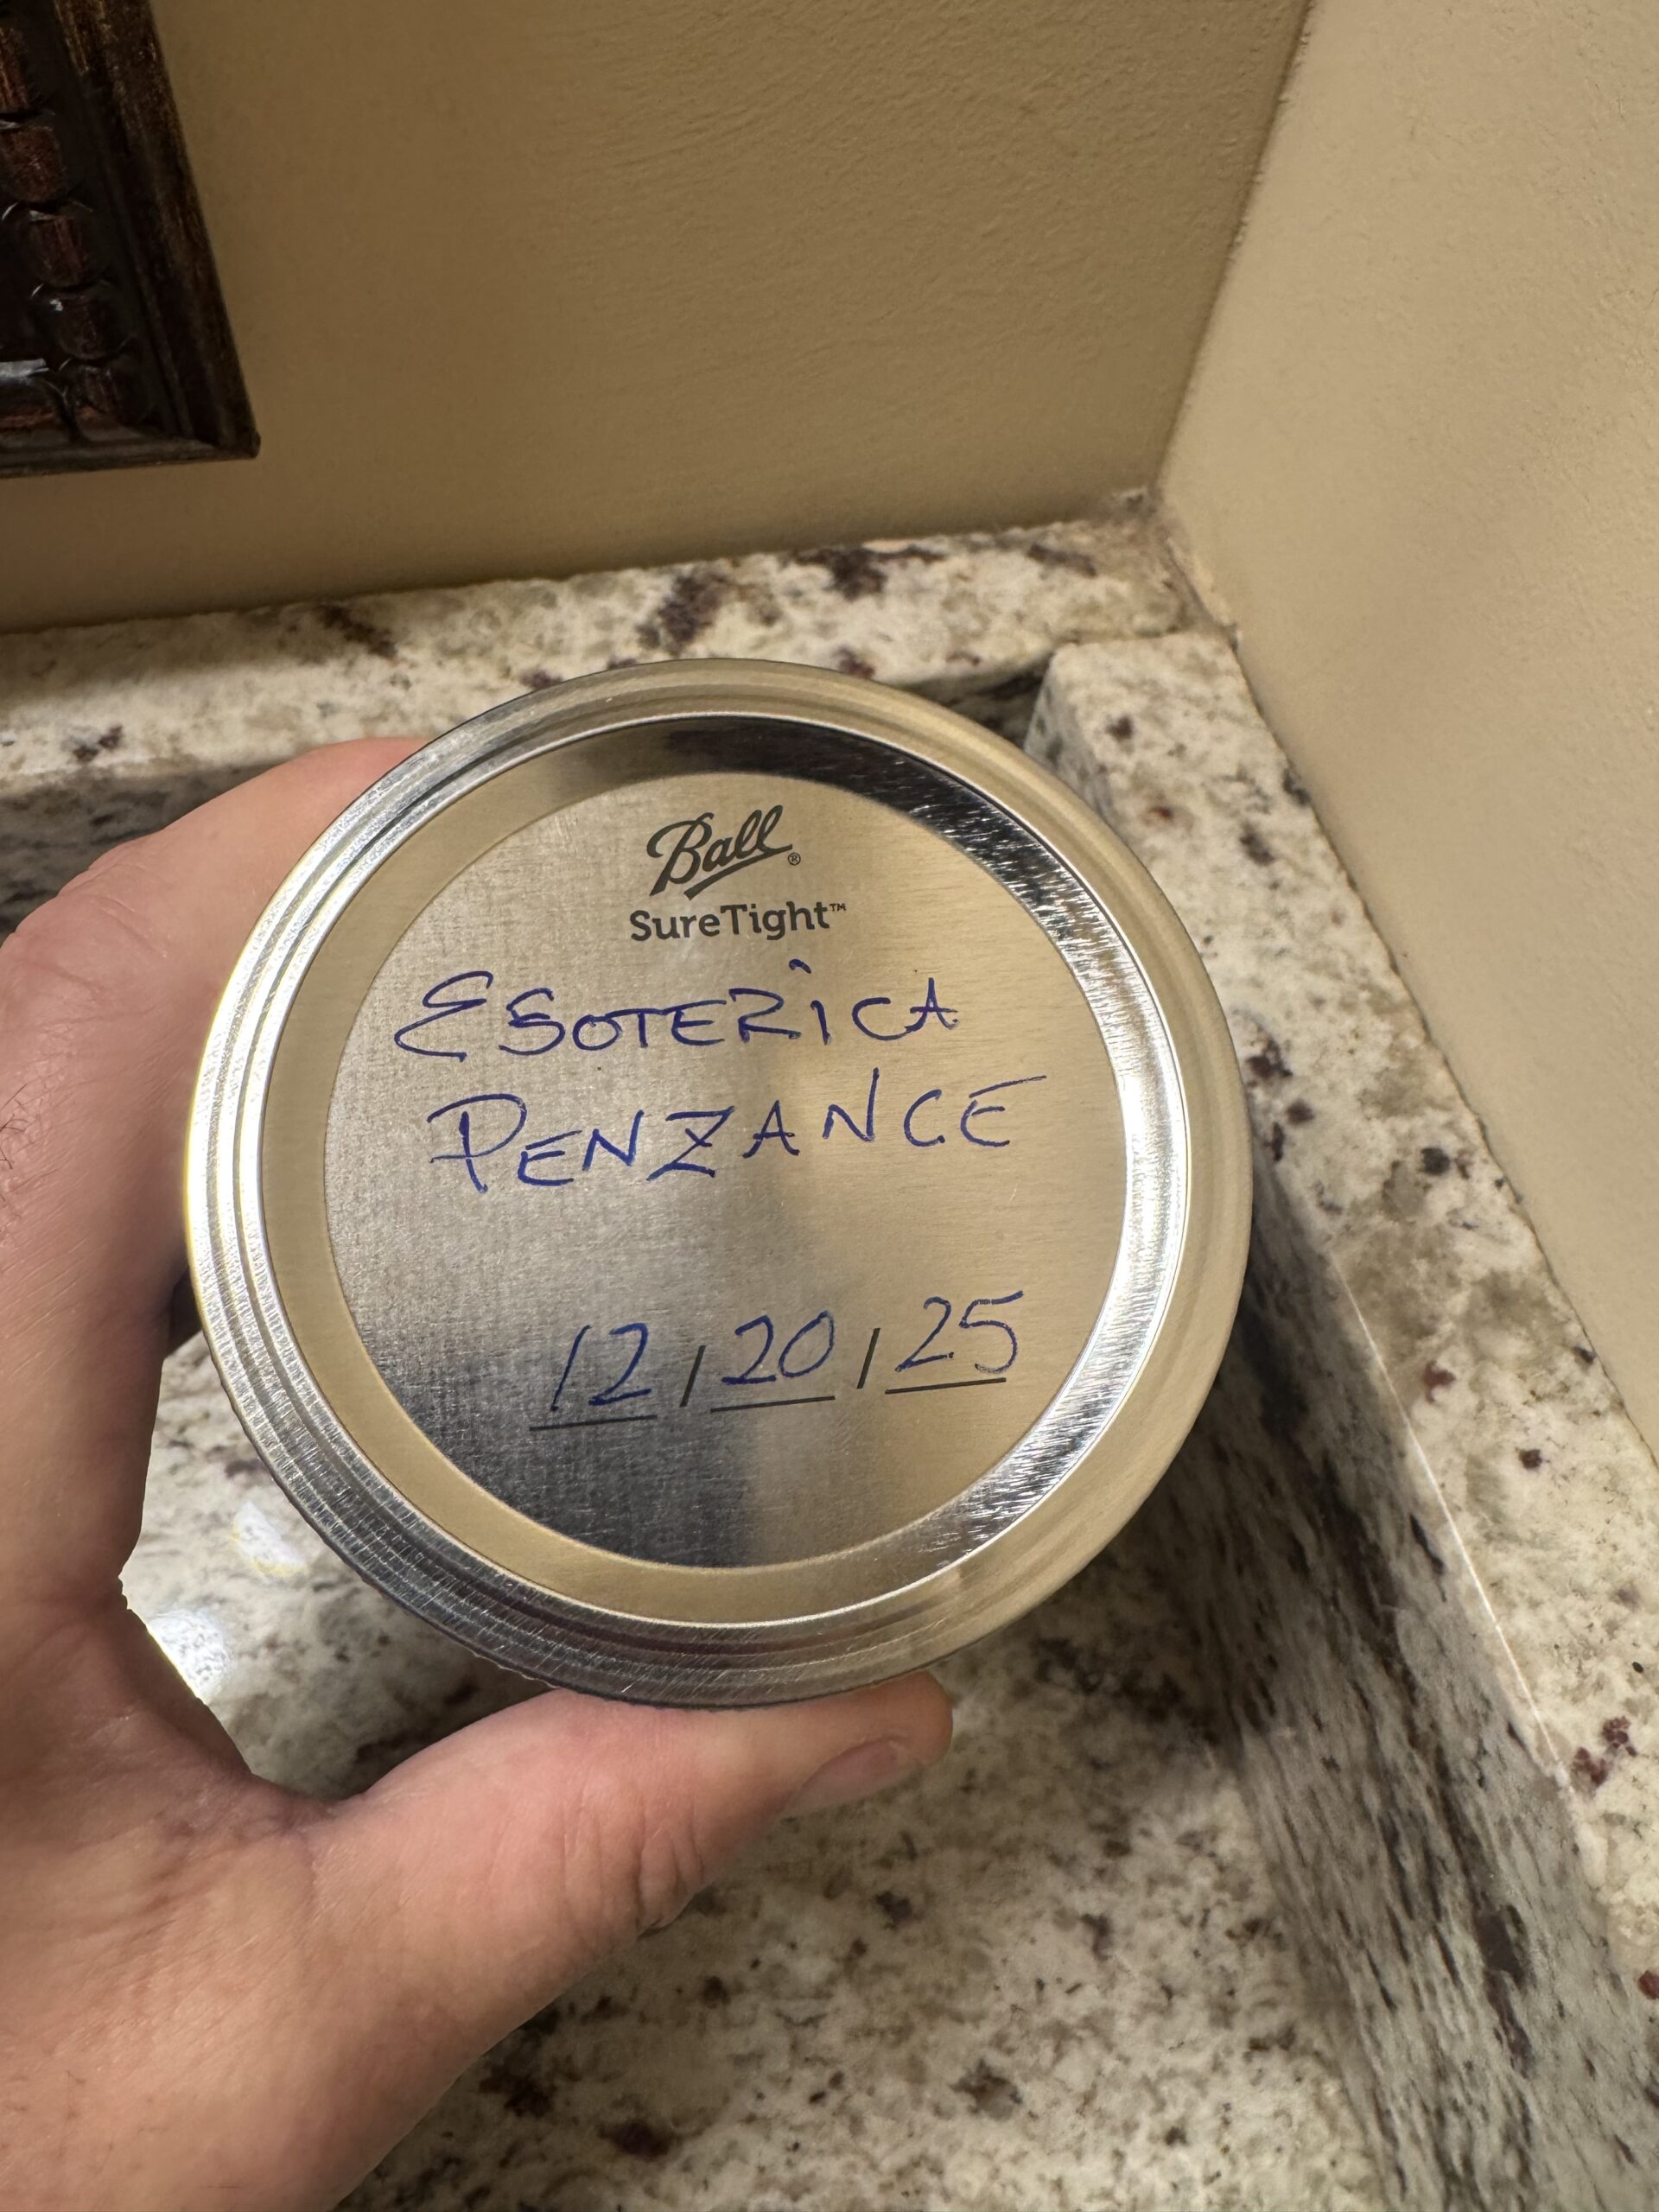 Ball®
SureTight™
ESOTERICA
PENZANCE
12/20/25